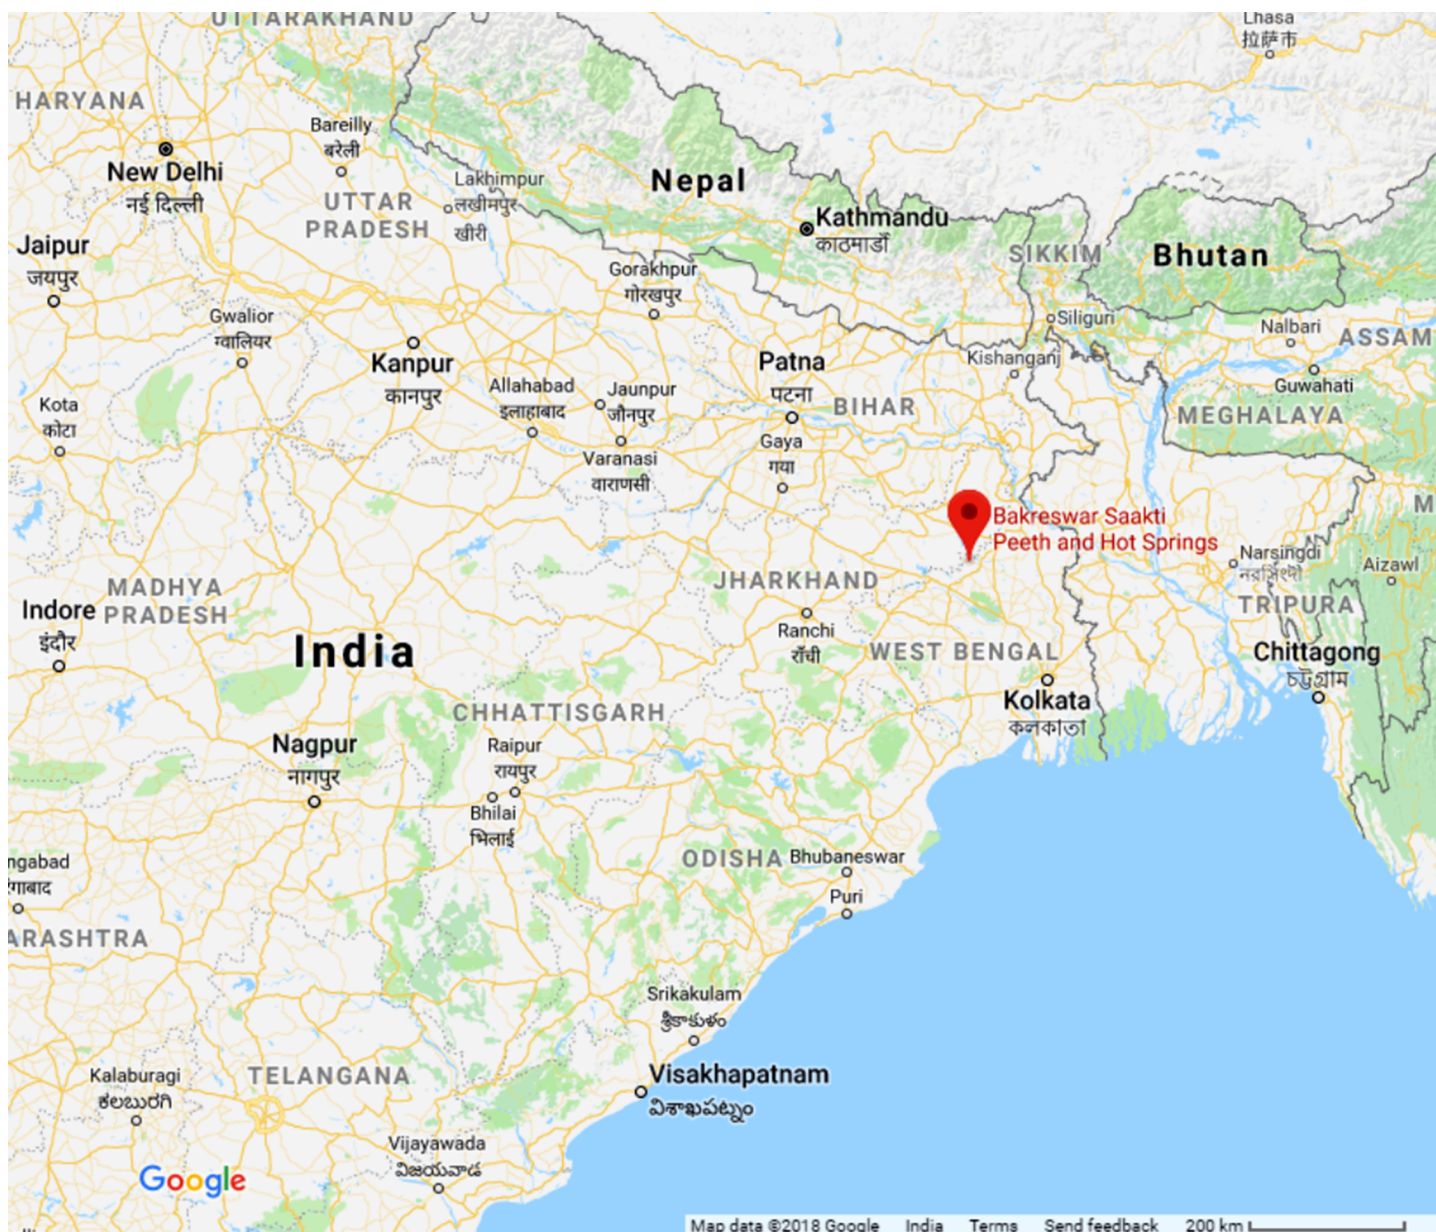 UTTARAKHAND
Lhasa
拉萨市
HARYANA
Bareilly
बरेली
New Delhi
नई दिल्ली
Lakhimpur
लखीमपुर
खीरी
UTTAR
PRADESH
Nepal
Kathmandu
काठमाडौं
SIKKIM
Bhutan
Jaipur
जयपुर
Gorakhpur
गोरखपुर
Gwalior
ग्वालियर
Siliguri
Nalbari
ASSAM
Kanpur
कानपुर
Patna
पटना
Kishanganj
Guwahati
Allahabad
इलाहाबाद
Jaunpur
जौनपुर
Kota
कोटा
BIHAR
MEGHALAYA
Gaya
गया
Varanasi
वाराणसी
M
Bakreswar Saakti
Peeth and Hot Springs
Narsingdi
নরসিংদী
Aizawl
MADHYA
PRADESH
JHARKHAND
TRIPURA
Indore
इंदौर
Ranchi
राँची
India
WEST BENGAL
Chittagong
চট্টগ্রাম
Kolkata
কলকাতা
CHHATTISGARH
Nagpur
नागपुर
Raipur
रायपुर
Bhilai
भिलाई
ngabad
ODISHA
Bhubaneswar
Puri
ARASHTRA
Srikakulam
శ్రీకాకుళం
Kalaburagi
ಕಲಬುರಗಿ
TELANGANA
Visakhapatnam
విశాఖపట్నం
Vijayawada
విజయవాడ
Google
Map data ©2018 Google India Terms Send feedback 200 km